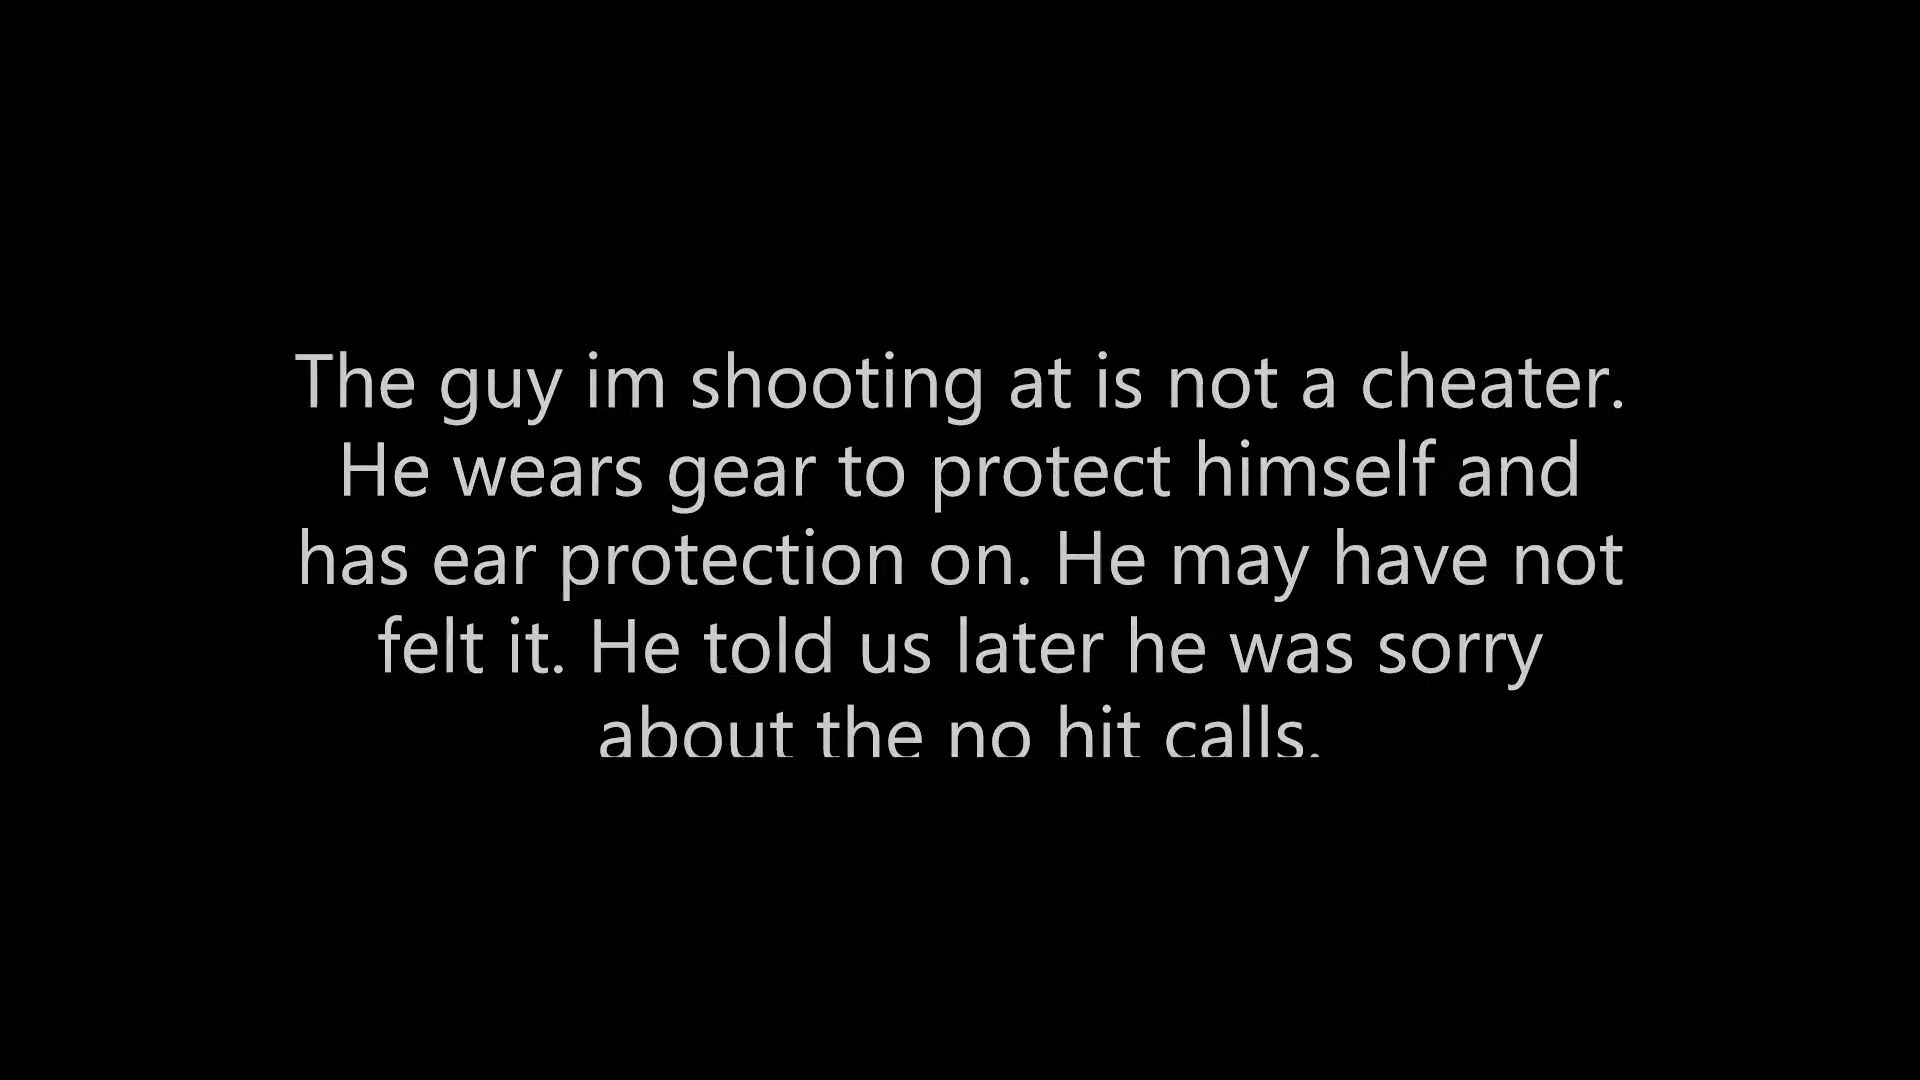 The guy im shooting at is not a cheater.
He wears gear to protect himself and
has ear protection on. He may have not
felt it. He told us later he was sorry
about the no hit calls.